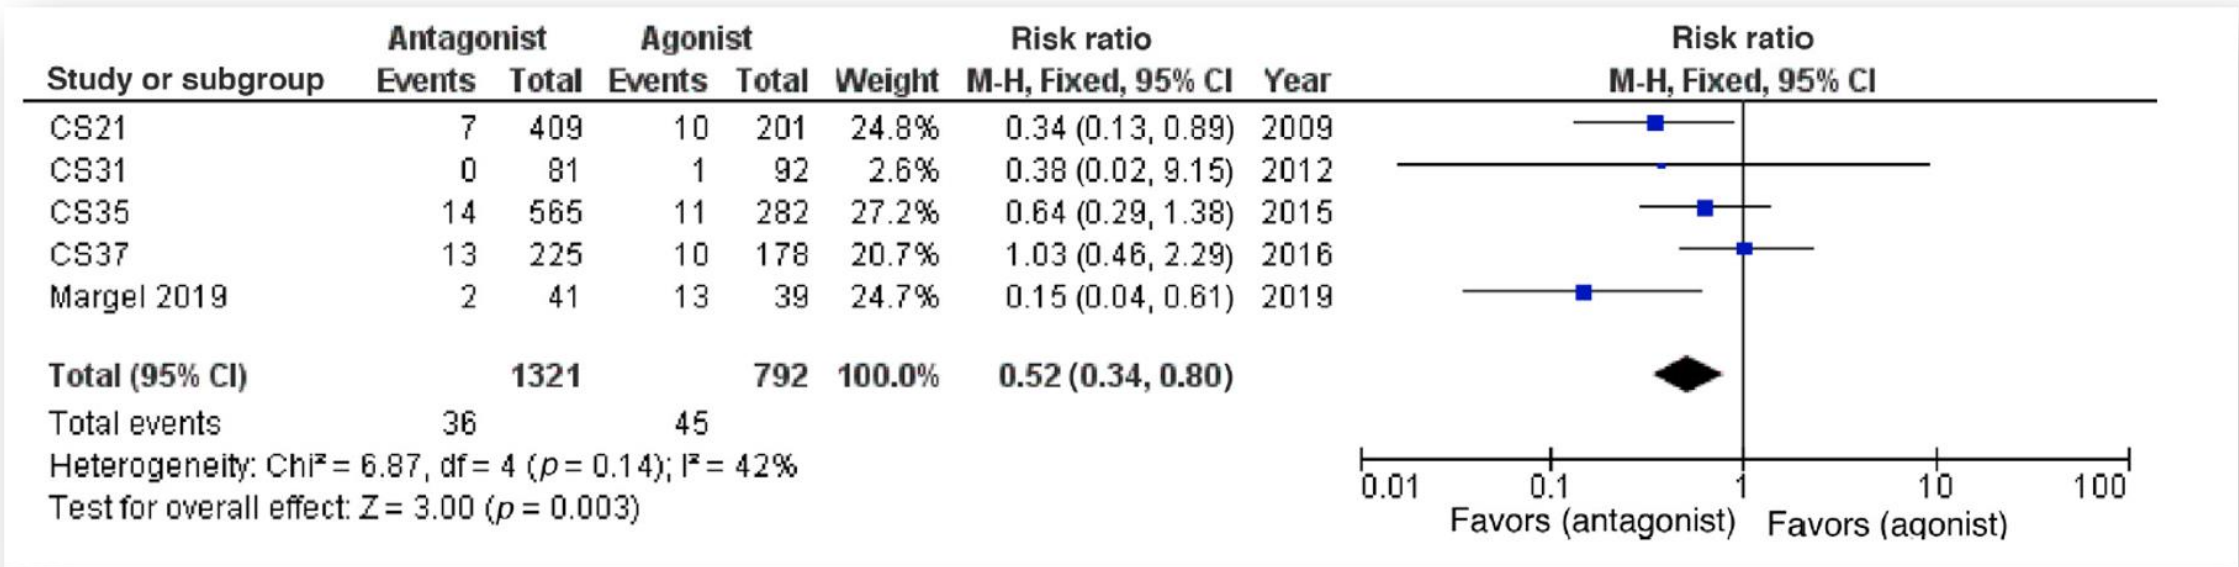 Antagonist Agonist Risk ratio Risk ratio
Study or subgroup Events Total Events Total Weight M-H, Fixed, 95% CI Year M-H, Fixed, 95% CI
CS21 7 409 10 201 24.8% 0.34 (0.13, 0.89) 2009
CS31 0 81 1 92 2.6% 0.38 (0.02, 9.15) 2012
CS35 14 565 11 282 27.2% 0.64 (0.29, 1.38) 2015
CS37 13 225 10 178 20.7% 1.03 (0.46, 2.29) 2016
Margel 2019 2 41 13 39 24.7% 0.15 (0.04, 0.61) 2019
Total (95% CI) 1321 792 100.0% 0.52 (0.34, 0.80)
Total events 36 45
Heterogeneity: Chi² = 6.87, df = 4 (p = 0.14); I² = 42%
Test for overall effect: Z = 3.00 (p = 0.003)
0.01 0.1 1 10 100
Favors (antagonist) Favors (agonist)